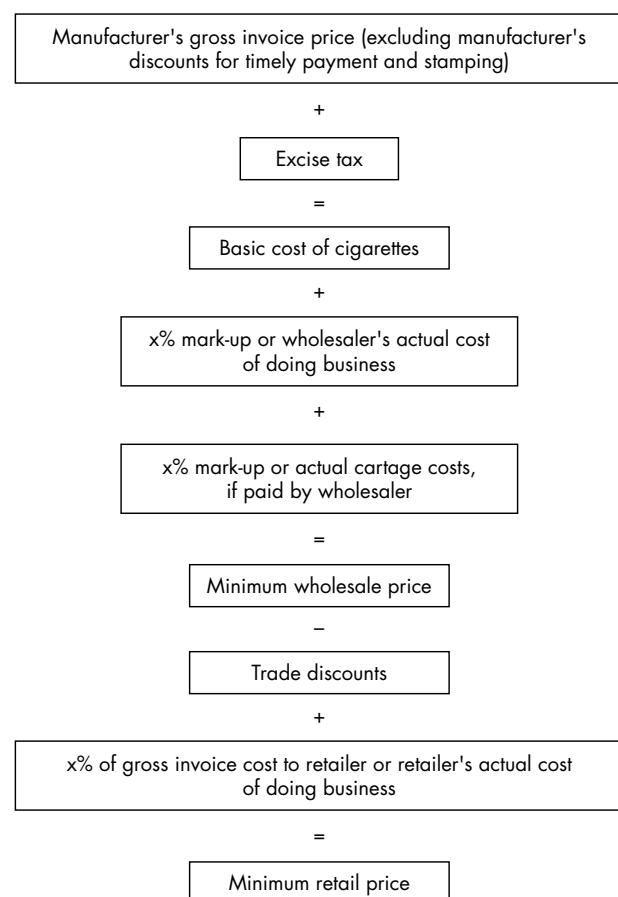 Manufacturer's gross invoice price (excluding manufacturer's
discounts for timely payment and stamping)
+
Excise tax
=
Basic cost of cigarettes
+
x% mark-up or wholesaler's actual cost
of doing business
+
x% mark-up or actual cartage costs,
if paid by wholesaler
=
Minimum wholesale price
–
Trade discounts
+
x% of gross invoice cost to retailer or retailer's actual cost
of doing business
=
Minimum retail price